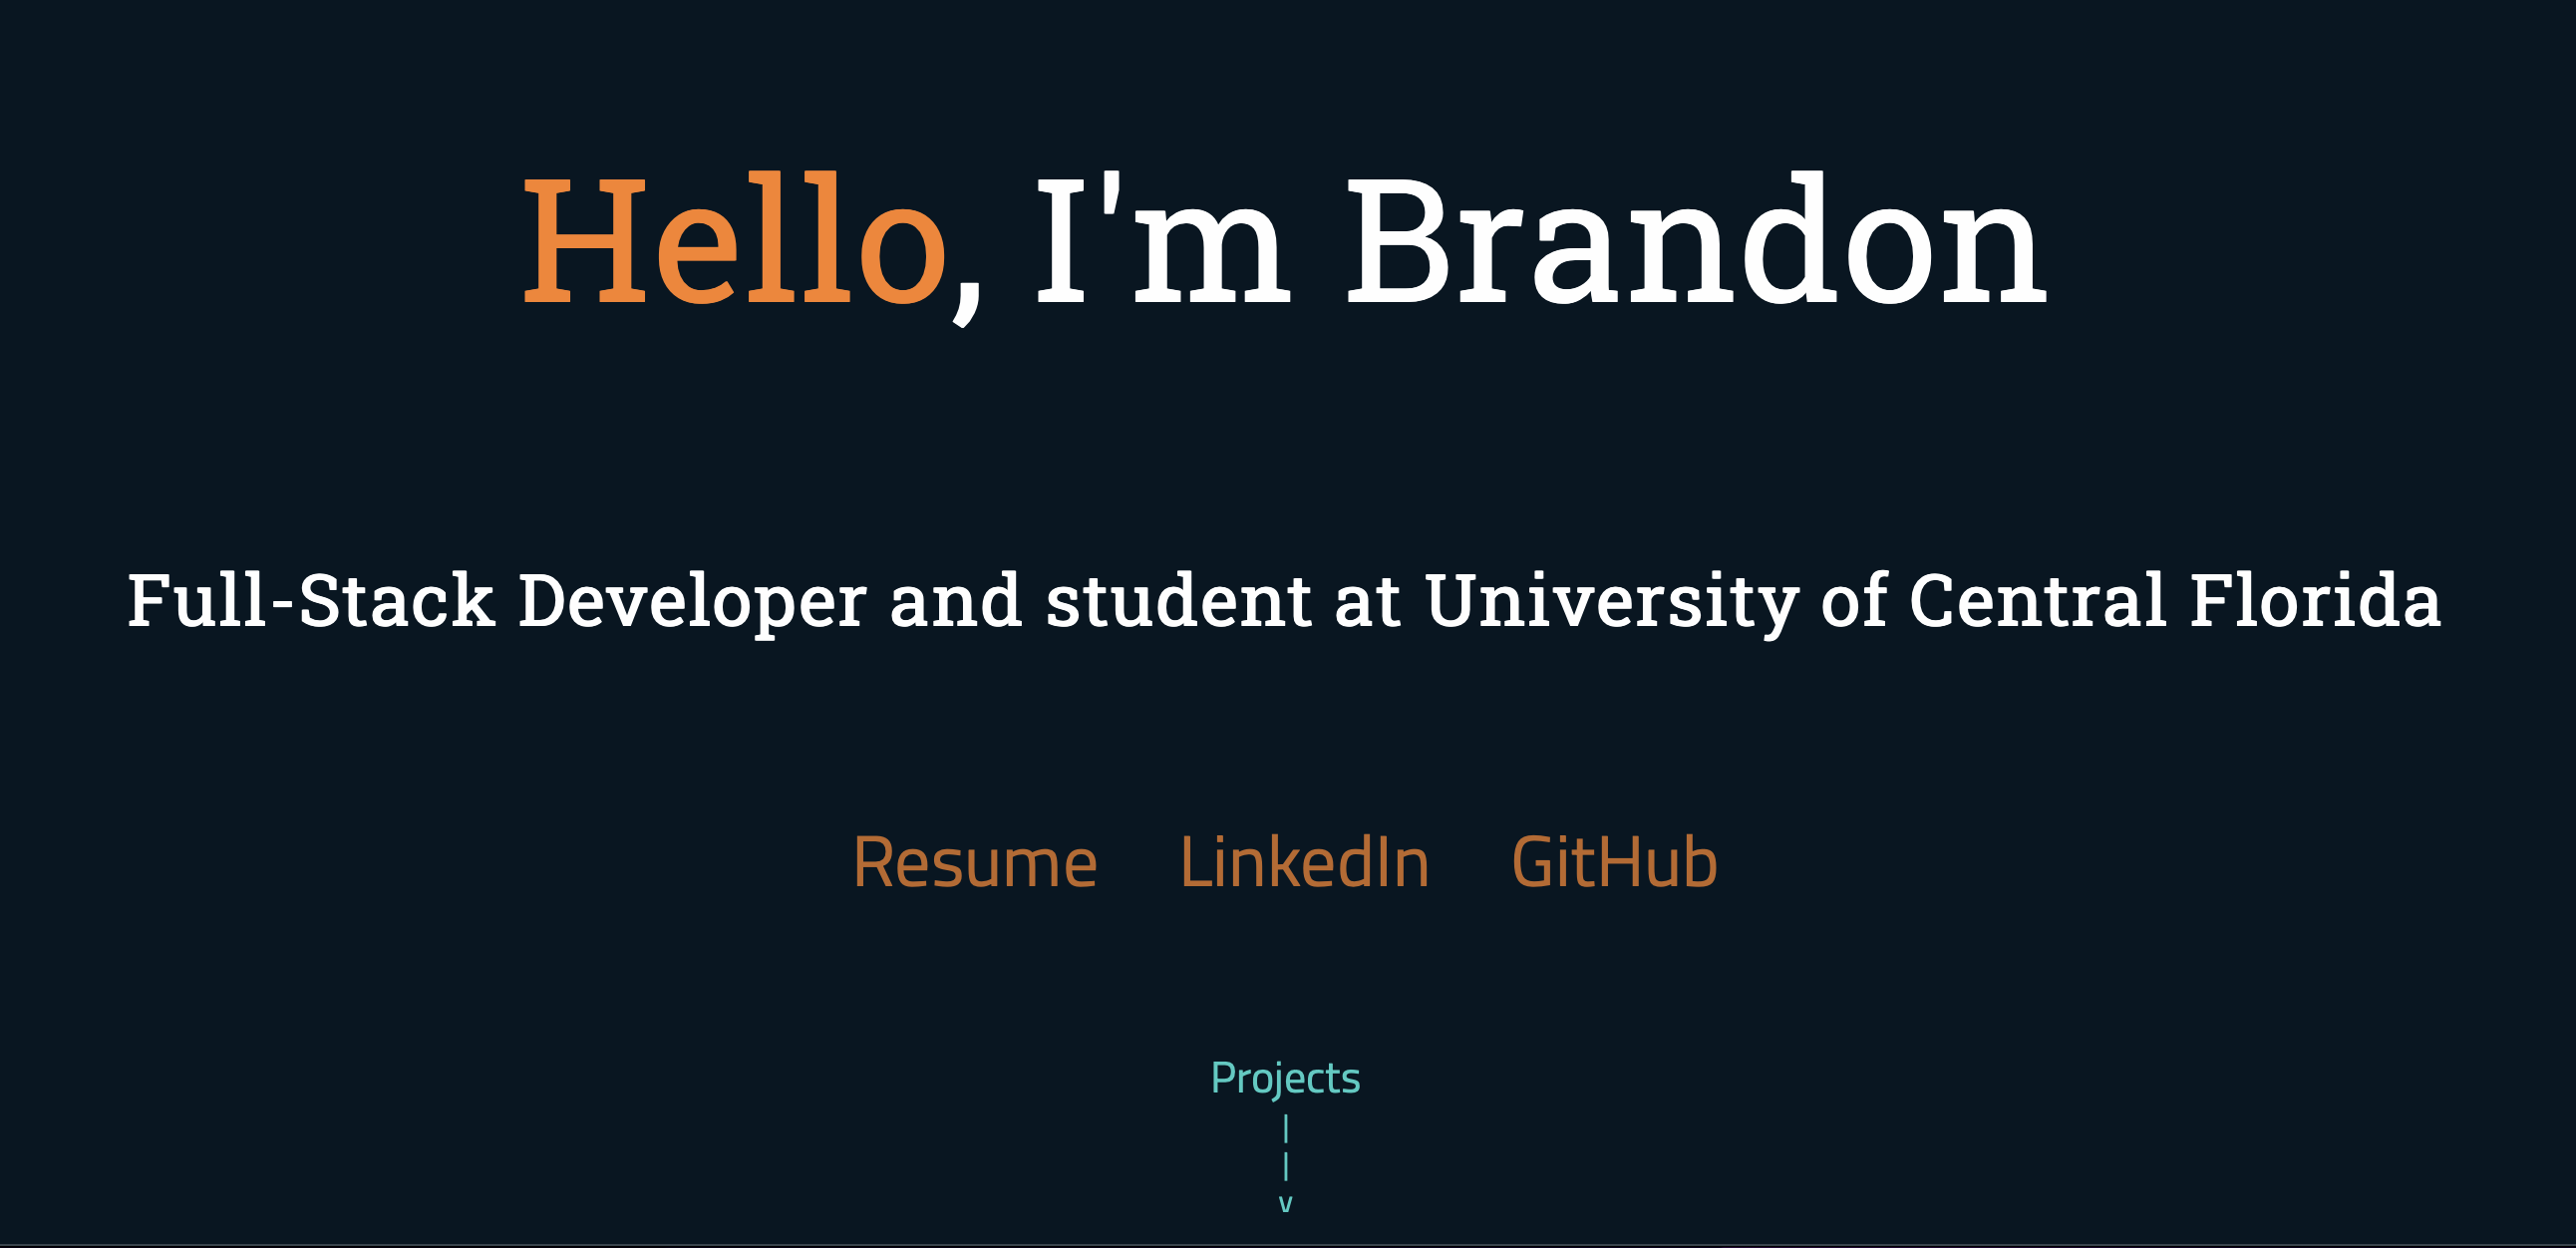 Hello, I'm Brandon
Full-Stack Developer and student at University of Central Florida
Resume LinkedIn GitHub
Projects
|
|
v